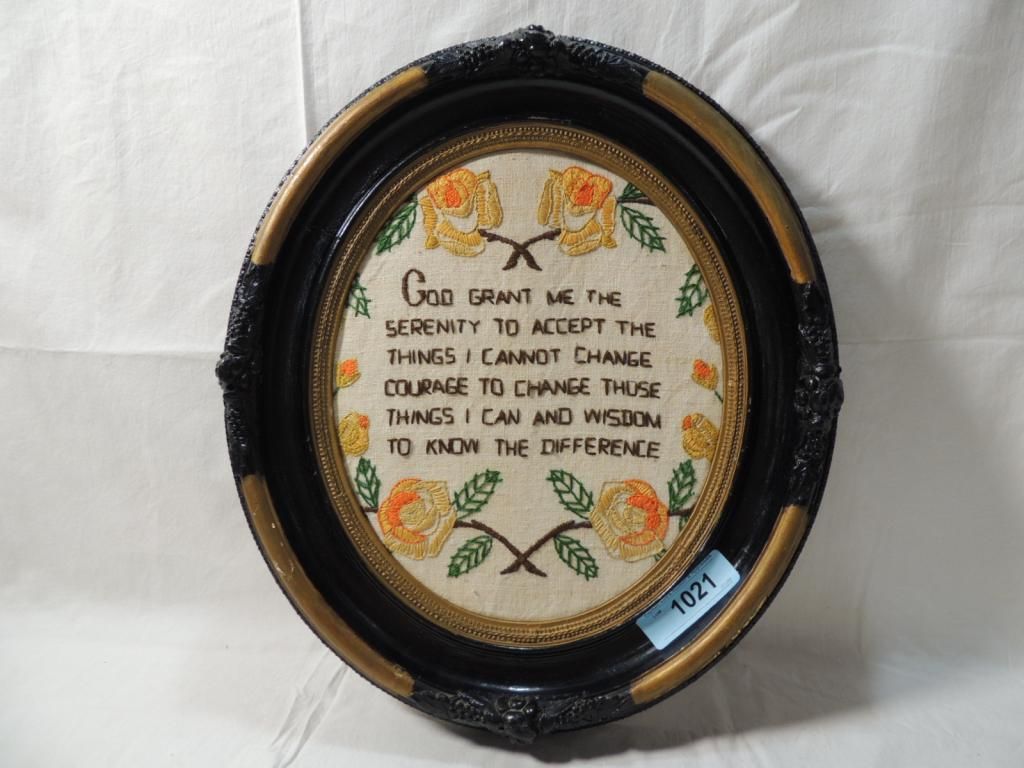 GOD GRANT ME THE
SERENITY TO ACCEPT THE
THINGS I CANNOT CHANGE
COURAGE TO CHANGE THOSE
THINGS I CAN AND WISDOM
TO KNOW THE DIFFERENCE
1021